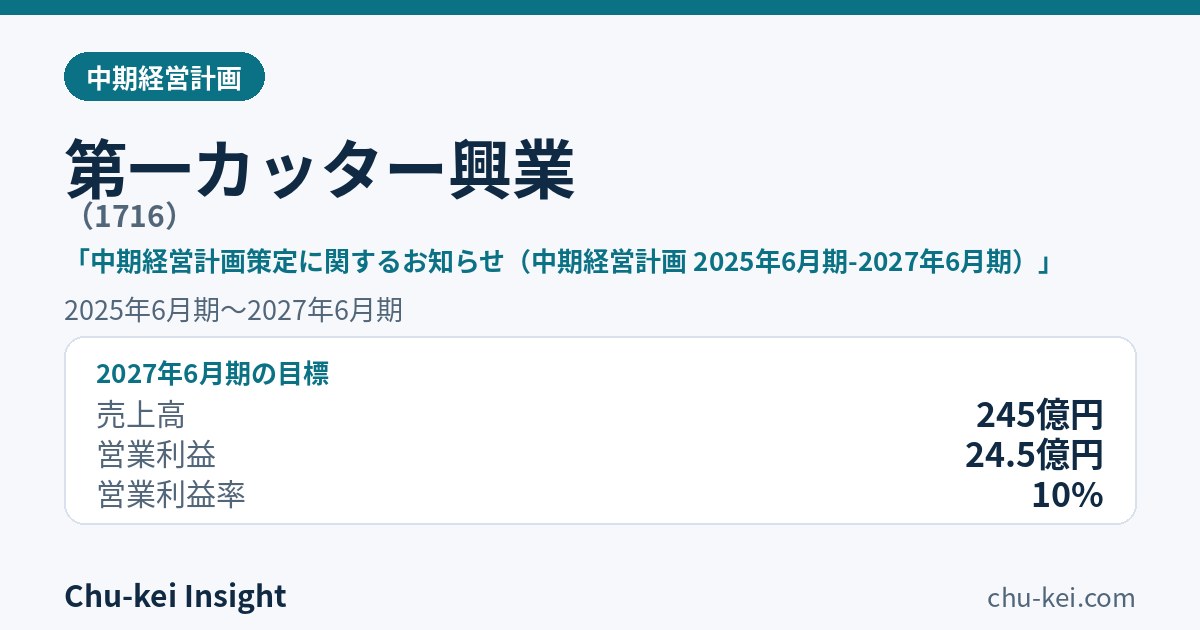 中期経営計画
第一カッター興業
（1716）
「中期経営計画策定に関するお知らせ（中期経営計画 2025年6月期-2027年6月期）」
2025年6月期～2027年6月期
2027年6月期の目標
売上高 245億円
営業利益 24.5億円
営業利益率 10%
Chu-kei Insight chu-kei.com